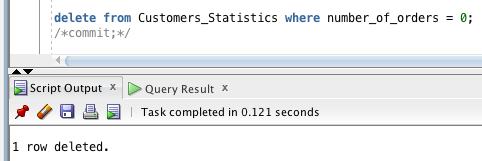 delete from Customers_Statistics where number_of_orders = 0;
/*commit;*/
Script Output x Query Result x
Task completed in 0.121 seconds
1 row deleted.